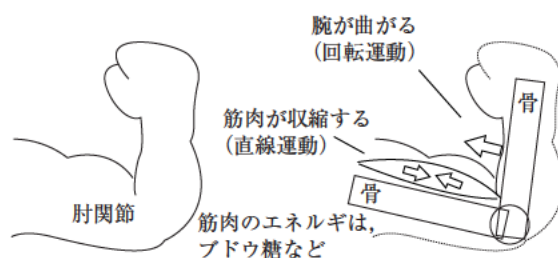 腕が曲がる
(回転運動)
骨
筋肉が収縮する
(直線運動)
骨
肘関節
筋肉のエネルギは,
ブドウ糖など